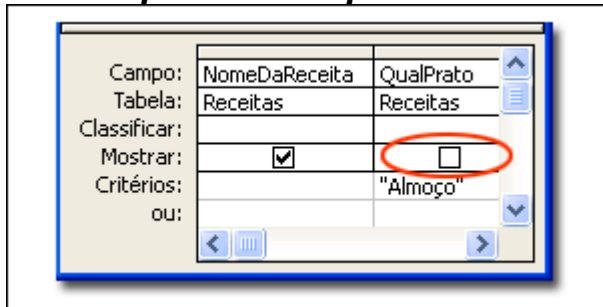 Campo: NomeDaReceita QualPrato
Tabela: Receitas Receitas
Classificar:
Mostrar:
Critérios: "Almoço"
ou: